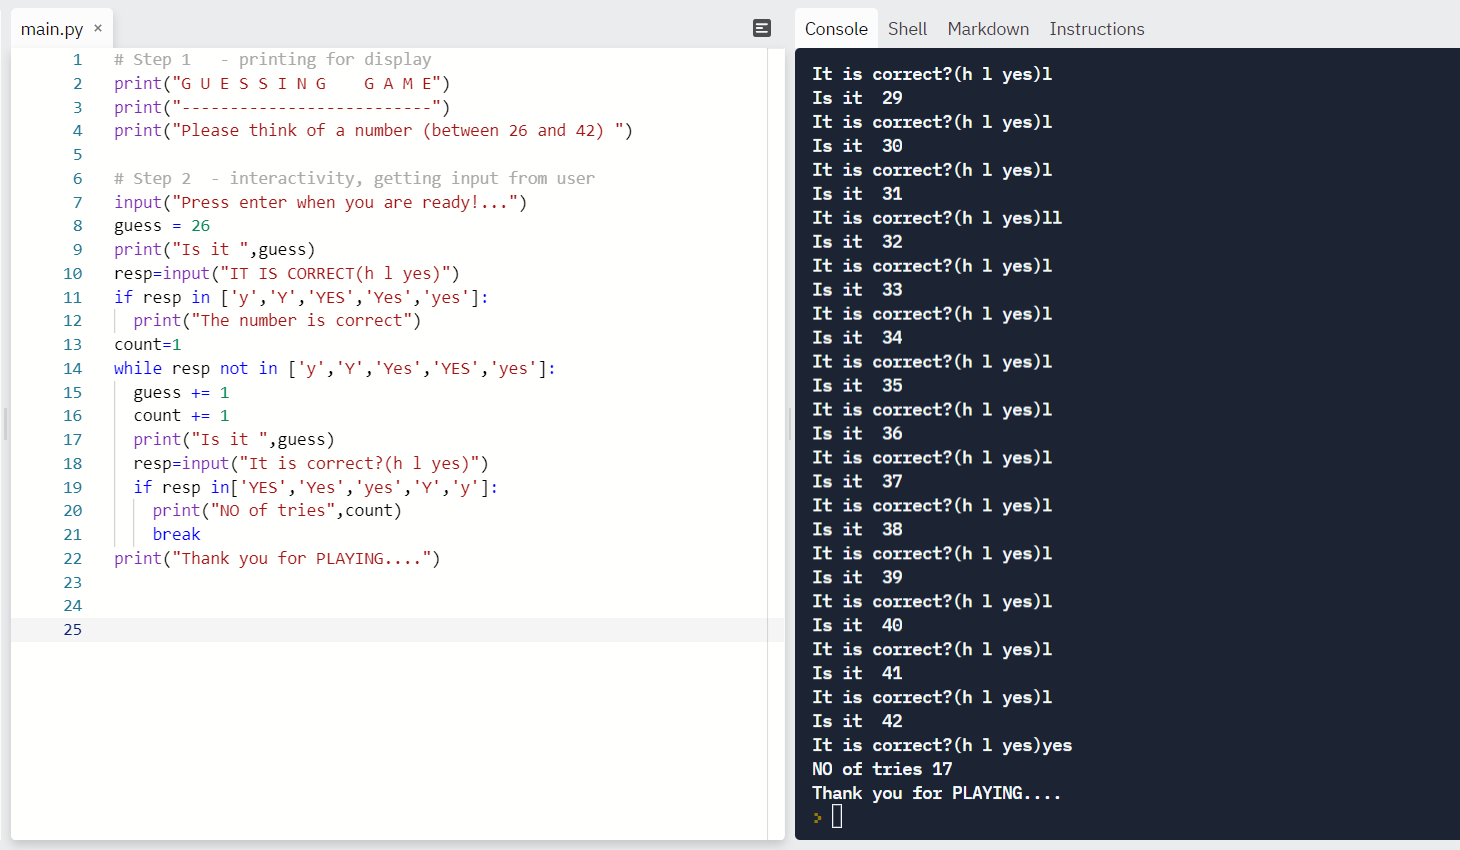 main.py ×
1 # Step 1   - printing for display
2 print("G U E S S I N G    G A M E")
3 print("--------------------------")
4 print("Please think of a number (between 26 and 42) ")
5
6 # Step 2  - interactivity, getting input from user
7 input("Press enter when you are ready!...")
8 guess = 26
9 print("Is it ",guess)
10 resp=input("IT IS CORRECT(h l yes)")
11 if resp in ['y','Y','YES','Yes','yes']:
12   print("The number is correct")
13 count=1
14 while resp not in ['y','Y','Yes','YES','yes']:
15   guess += 1
16   count += 1
17   print("Is it ",guess)
18   resp=input("It is correct?(h l yes)")
19   if resp in['YES','Yes','yes','Y','y']:
20     print("NO of tries",count)
21     break
22 print("Thank you for PLAYING....")
23
24
25
Console Shell Markdown Instructions
It is correct?(h l yes)l
Is it  29
It is correct?(h l yes)l
Is it  30
It is correct?(h l yes)l
Is it  31
It is correct?(h l yes)ll
Is it  32
It is correct?(h l yes)l
Is it  33
It is correct?(h l yes)l
Is it  34
It is correct?(h l yes)l
Is it  35
It is correct?(h l yes)l
Is it  36
It is correct?(h l yes)l
Is it  37
It is correct?(h l yes)l
Is it  38
It is correct?(h l yes)l
Is it  39
It is correct?(h l yes)l
Is it  40
It is correct?(h l yes)l
Is it  41
It is correct?(h l yes)l
Is it  42
It is correct?(h l yes)yes
NO of tries 17
Thank you for PLAYING....
>